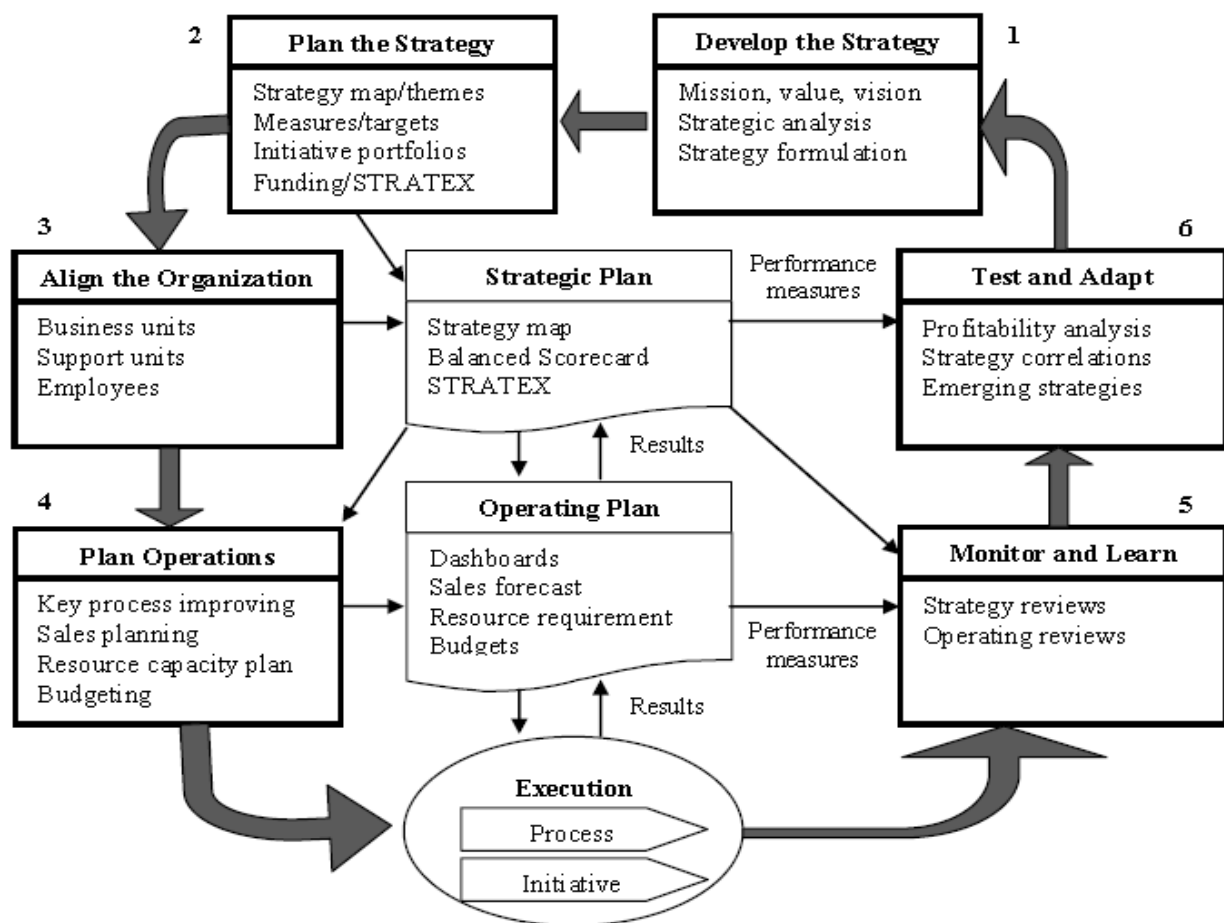 2
Plan the Strategy
Strategy map/themes
Measures/targets
Initiative portfolios
Funding/STRATEX
Develop the Strategy
1
Mission, value, vision
Strategic analysis
Strategy formulation
3
Align the Organization
Business units
Support units
Employees
Strategic Plan
Strategy map
Balanced Scorecard
STRATEX
Performance
measures
6
Test and Adapt
Profitability analysis
Strategy correlations
Emerging strategies
Results
4
Plan Operations
Key process improving
Sales planning
Resource capacity plan
Budgeting
Operating Plan
Dashboards
Sales forecast
Resource requirement
Budgets
Performance
measures
5
Monitor and Learn
Strategy reviews
Operating reviews
Results
Execution
Process
Initiative